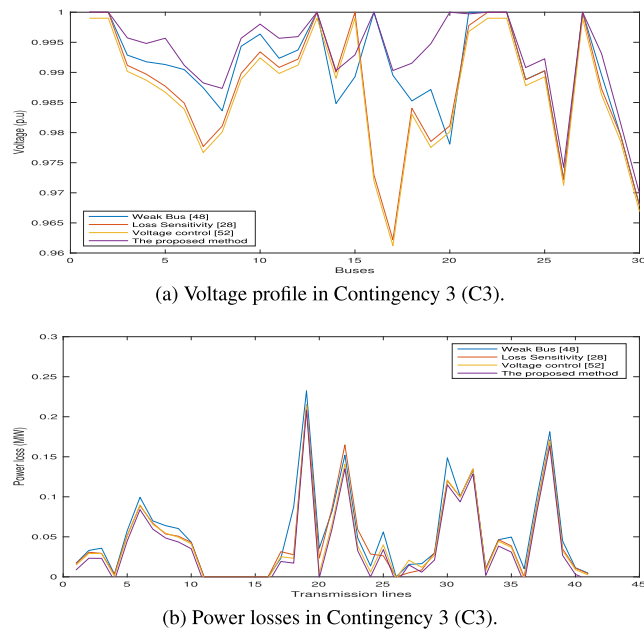 1
0.995
0.99
0.985
0.98
0.975
0.97
0.965
0.96
Voltage (p.u)
Weak Bus [48]
Loss Sensitivity [28]
Voltage control [52]
The proposed method
0 5 10 15 20 25 30
Buses
(a) Voltage profile in Contingency 3 (C3).
0.3
0.25
0.2
0.15
0.1
0.05
0
Power loss (MW)
Weak Bus [48]
Loss Sensitivity [28]
Voltage control [52]
The proposed method
0 5 10 15 20 25 30 35 40 45
Transmission lines
(b) Power losses in Contingency 3 (C3).